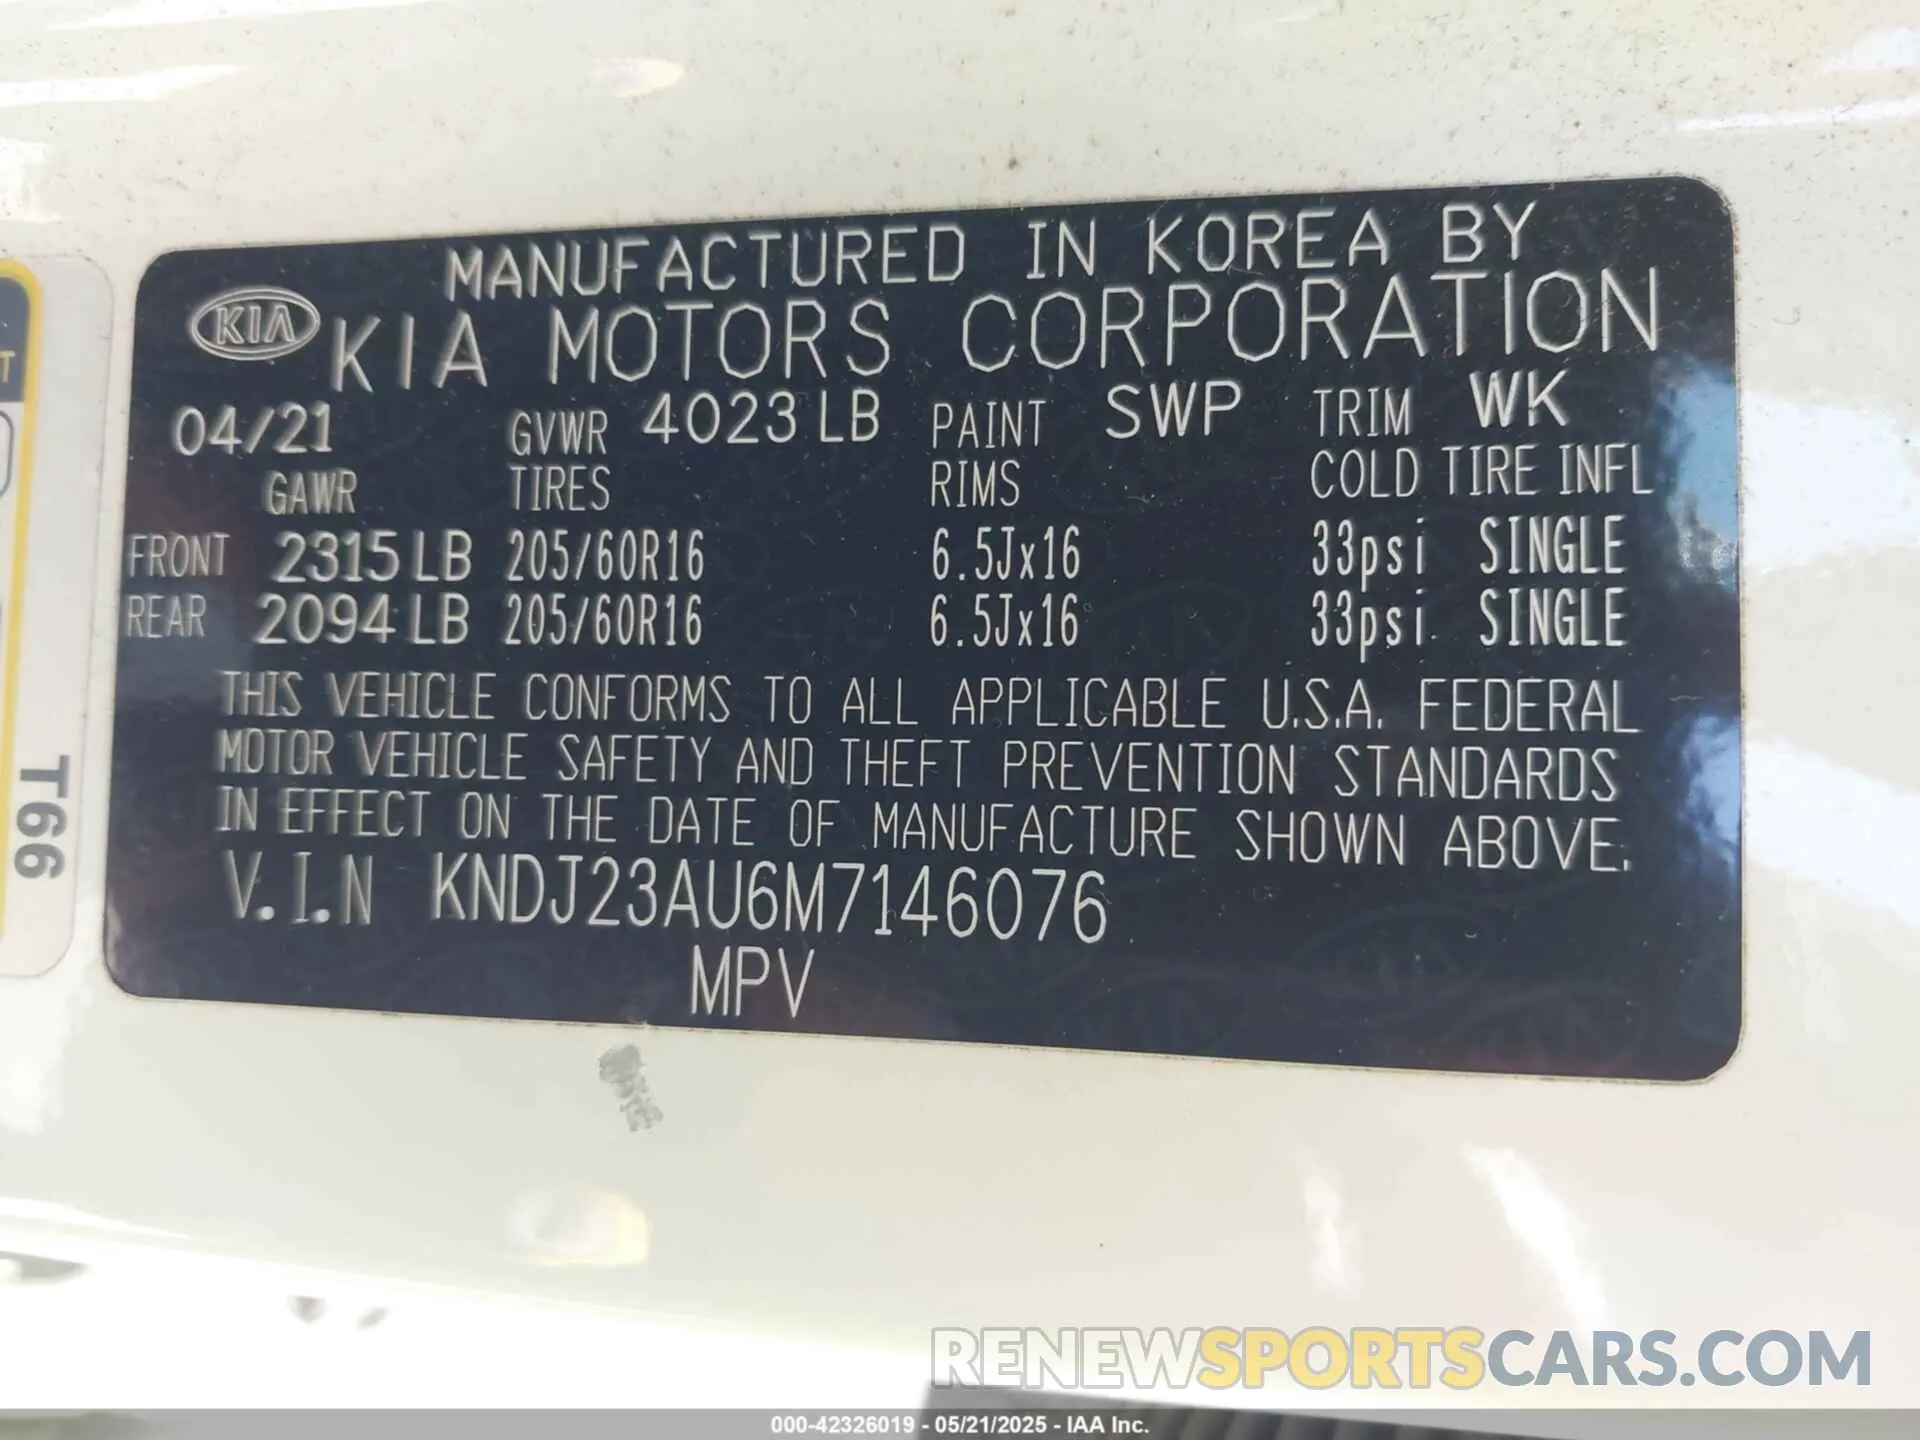 MANUFACTURED IN KOREA BY
KIA KIA MOTORS CORPORATION
04/21 GVWR 4023 LB PAINT SWP TRIM WK
GAWR TIRES RIMS COLD TIRE INFL
FRONT 2315 LB 205/60R16 6.5Jx16 33psi SINGLE
REAR 2094 LB 205/60R16 6.5Jx16 33psi SINGLE
THIS VEHICLE CONFORMS TO ALL APPLICABLE U.S.A. FEDERAL
MOTOR VEHICLE SAFETY AND THEFT PREVENTION STANDARDS
IN EFFECT ON THE DATE OF MANUFACTURE SHOWN ABOVE.
V.I.N KNDJ23AU6M7146076
MPV
T66
RENEWSPORTSCARS.COM
000-42326019 - 05/21/2025 - IAA Inc.